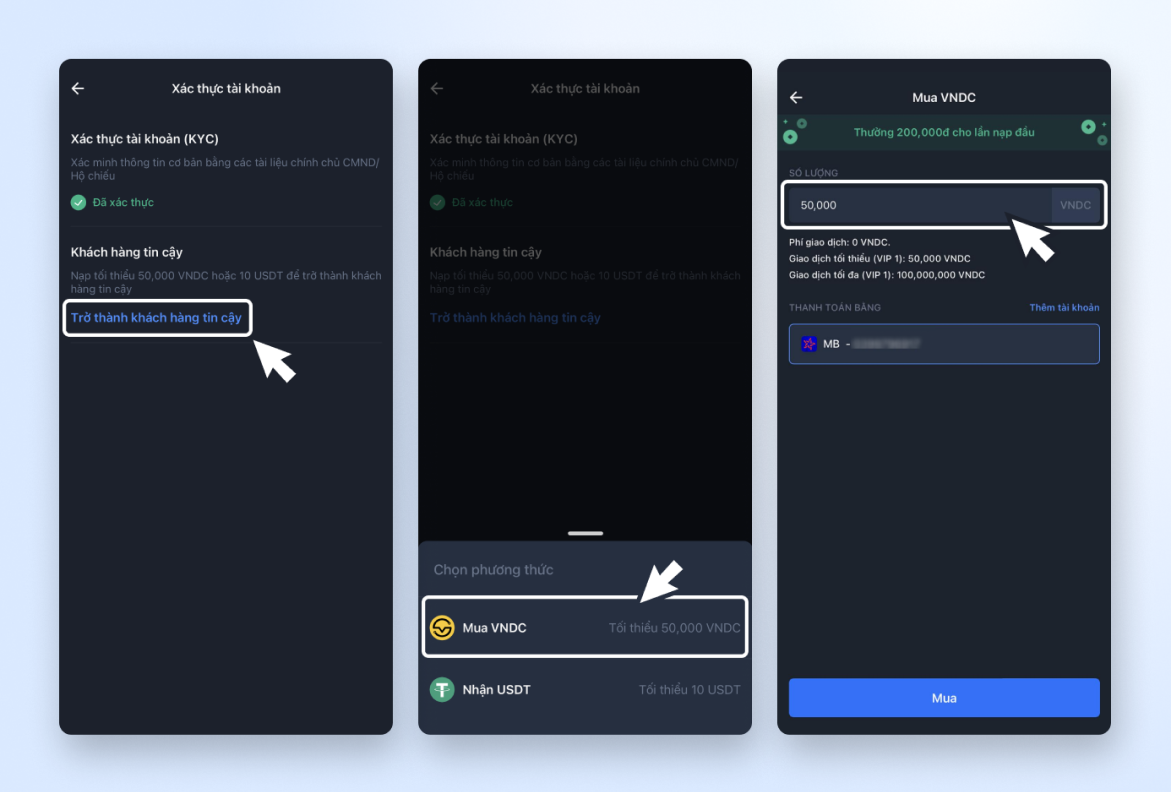 Xác thực tài khoản
Xác thực tài khoản (KYC)
Xác minh thông tin cơ bản bằng các tài liệu chính chủ CMND/
Hộ chiếu
Đã xác thực
Khách hàng tin cậy
Nạp tối thiểu 50,000 VNDC hoặc 10 USDT để trở thành khách
hàng tin cậy
Trở thành khách hàng tin cậy
Xác thực tài khoản
Xác thực tài khoản (KYC)
Xác minh thông tin cơ bản bằng các tài liệu chính chủ CMND/
Hộ chiếu
Đã xác thực
Khách hàng tin cậy
Nạp tối thiểu 50,000 VNDC hoặc 10 USDT để trở thành khách
hàng tin cậy
Trở thành khách hàng tin cậy
Chọn phương thức
Mua VNDC Tối thiểu 50,000 VNDC
Nhận USDT Tối thiểu 10 USDT
Mua VNDC
Thưởng 200,000đ cho lần nạp đầu
SỐ LƯỢNG
50,000 VNDC
Phí giao dịch: 0 VNDC.
Giao dịch tối thiểu (VIP 1): 50,000 VNDC
Giao dịch tối đa (VIP 1): 100,000,000 VNDC
THANH TOÁN BẰNG Thêm tài khoản
MB -
Mua